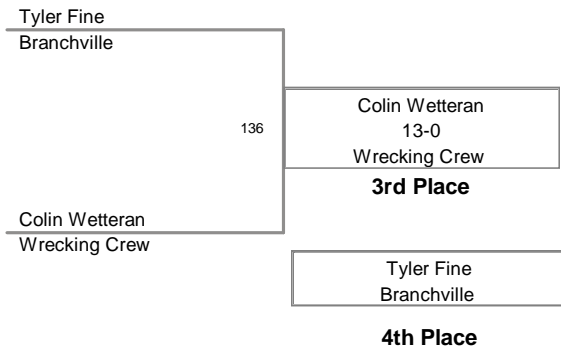 Tyler Fine
Branchville
136
Colin Wetteran
13-0
Wrecking Crew
3rd Place
Colin Wetteran
Wrecking Crew
Tyler Fine
Branchville
4th Place